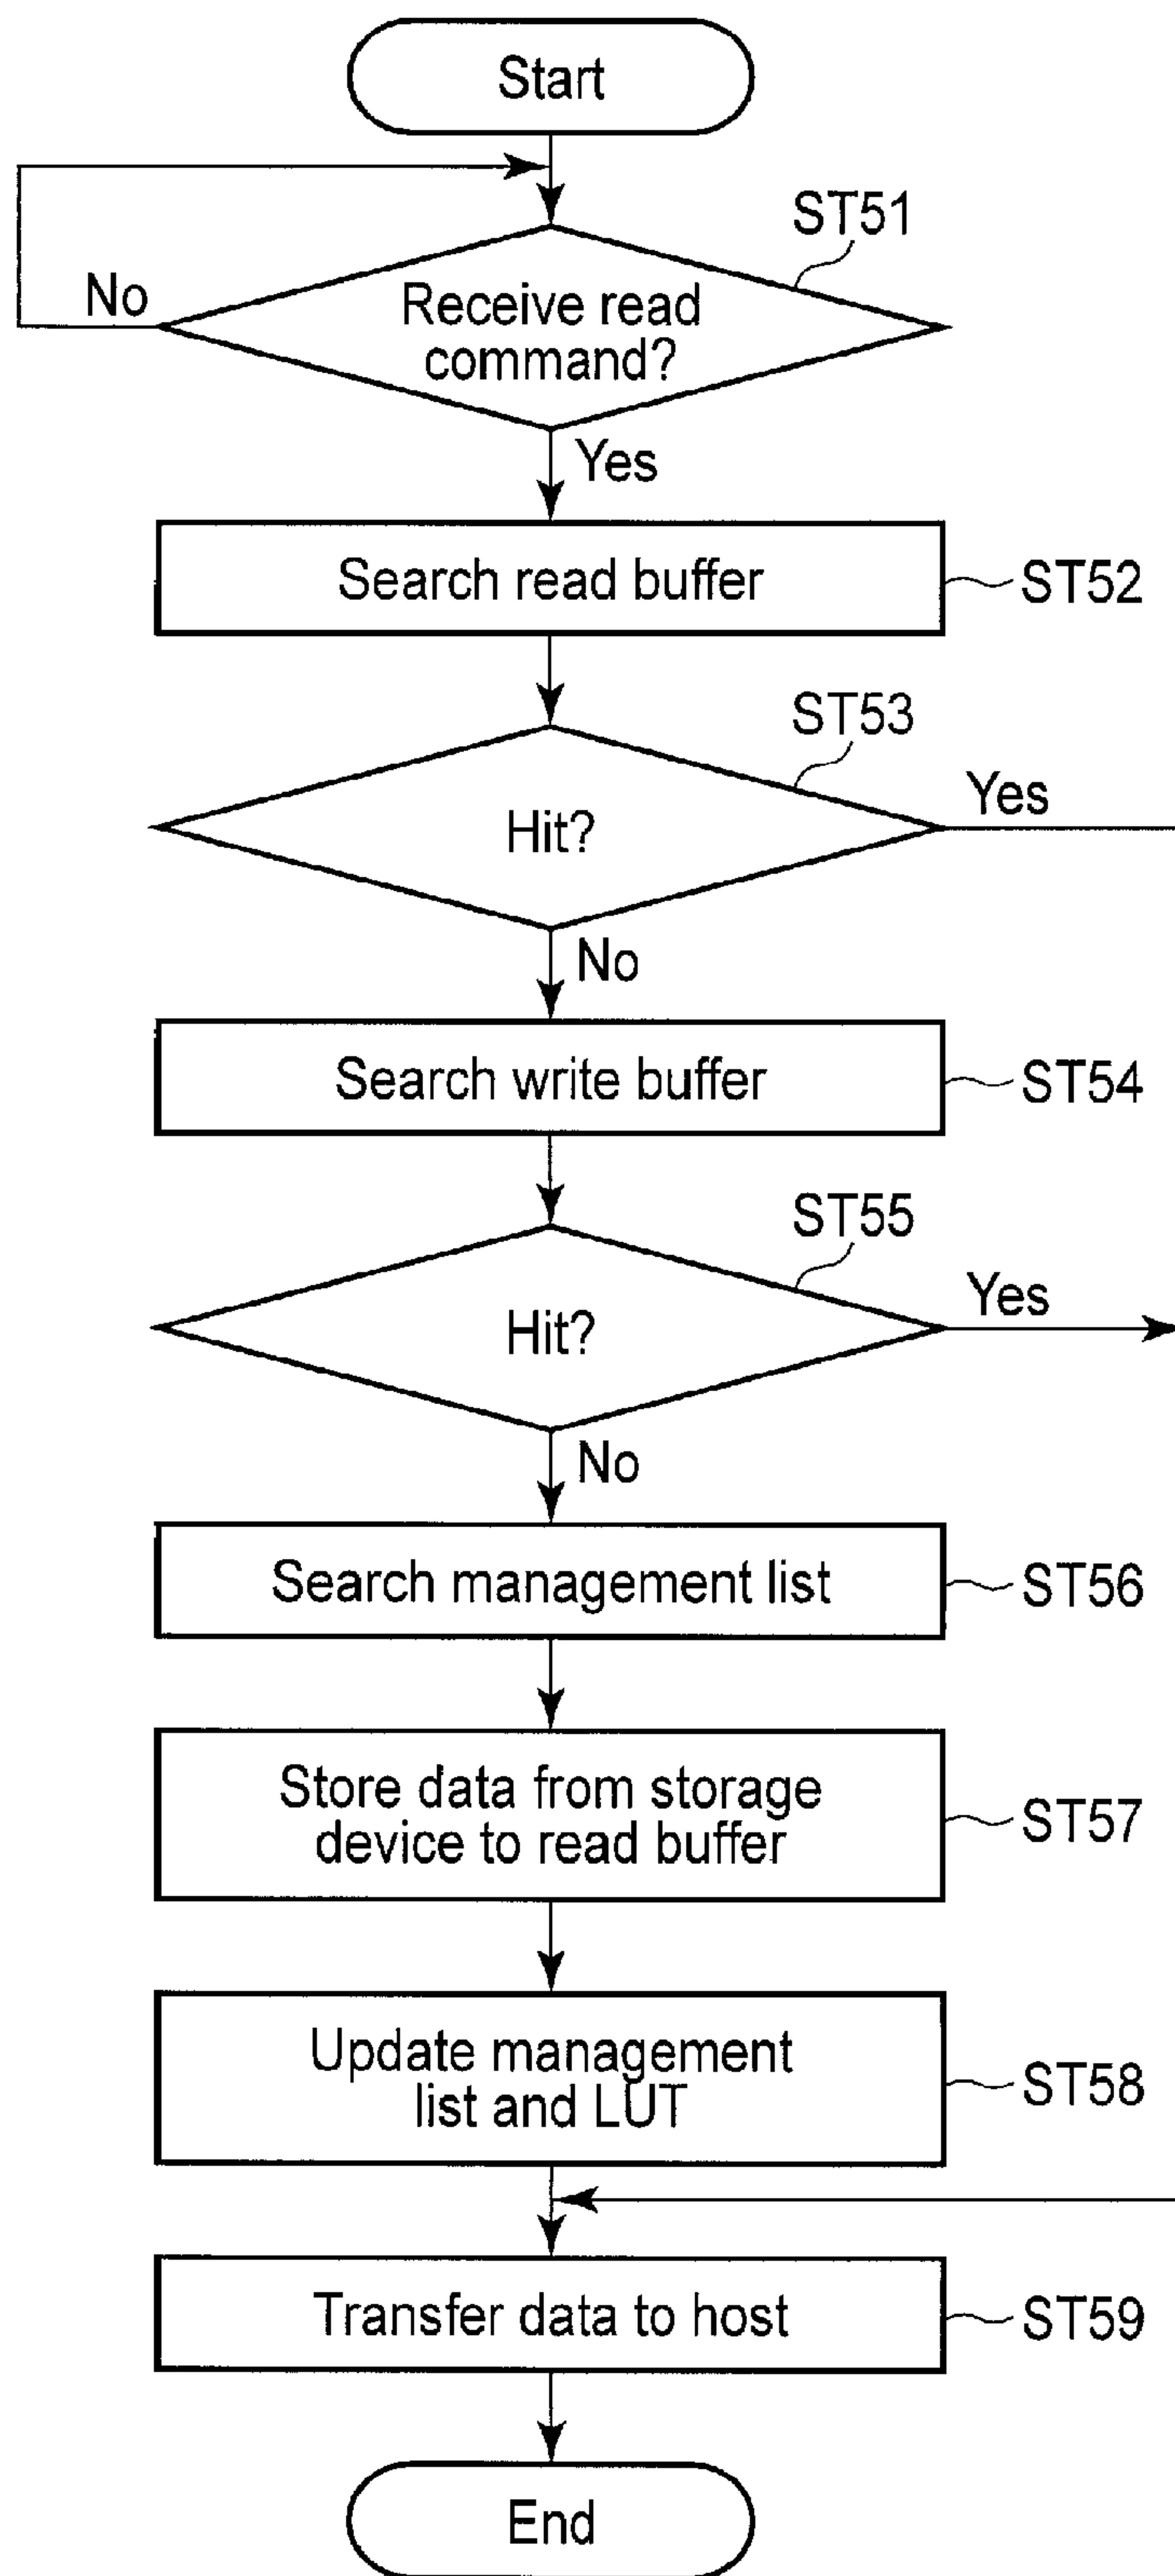 Start
ST51
No
Receive read
command?
Yes
Search read buffer
ST52
ST53
Hit?
Yes
No
Search write buffer
ST54
ST55
Hit?
Yes
No
Search management list
ST56
Store data from storage
device to read buffer
ST57
Update management
list and LUT
ST58
Transfer data to host
ST59
End